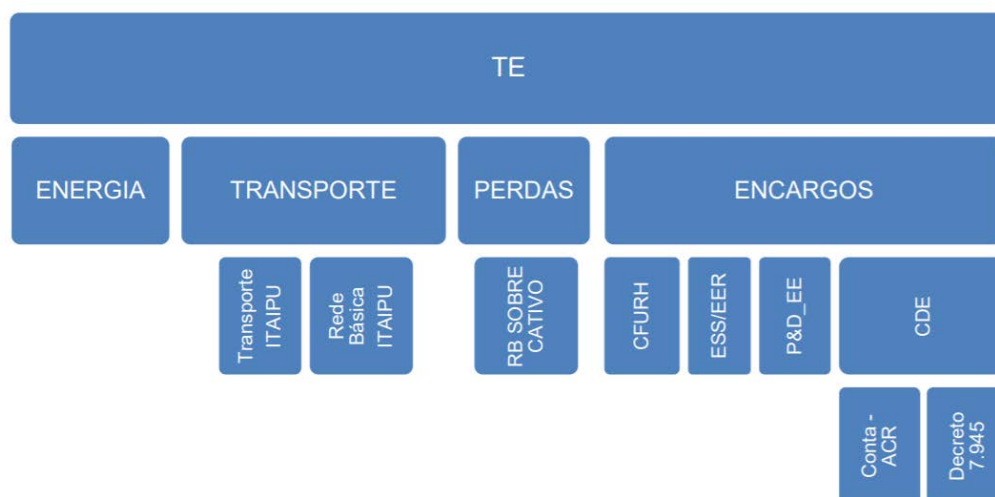 TE
ENERGIA
TRANSPORTE
PERDAS
ENCARGOS
Transporte
ITAIPU
Rede
Básica
ITAIPU
RB SOBRE
CATIVO
CFURH
ESS/EER
P&D_EE
CDE
Conta -
ACR
Decreto
7.945